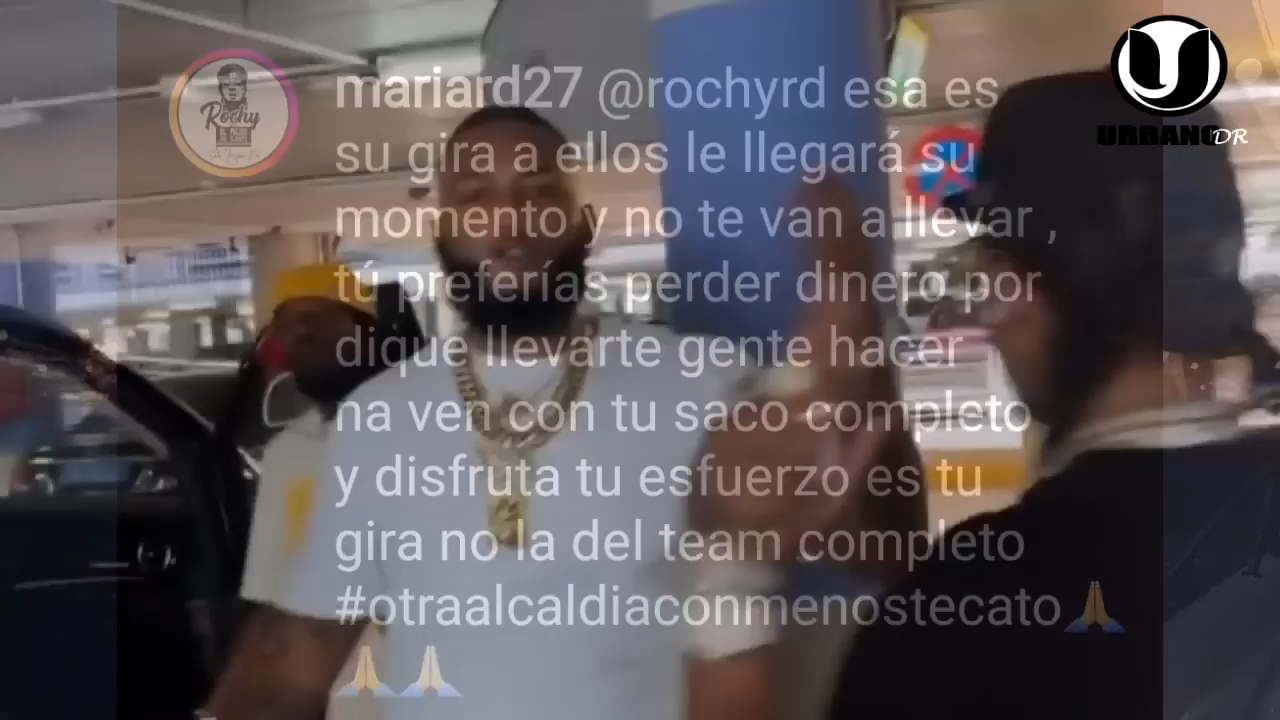 mariard27 @rochyrd esa es
su gira a ellos le llegará su
momento y no te van a llevar ,
tú preferías perder dinero por
dique llevarte gente hacer
na ven con tu saco completo
y disfruta tu esfuerzo es tu
gira no la del team completo
#otraalcaldiaconmenostecato🙏
🙏🙏
Rochy
URBANO DR